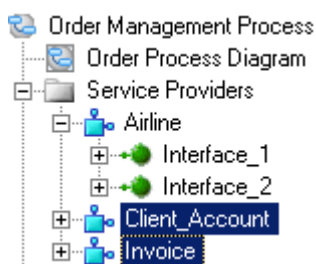 Order Management Process
Order Process Diagram
Service Providers
Airline
Interface_1
Interface_2
Client_Account
Invoice